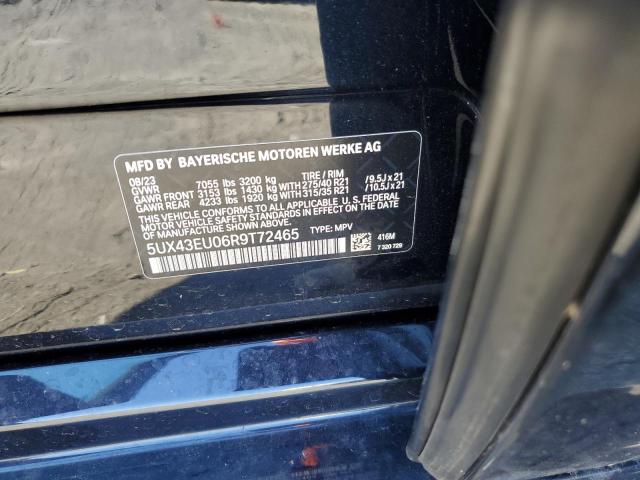 MFD BY BAYERISCHE MOTOREN WERKE AG
08/23 TIRE / RIM
GVWR 7055 lbs 3200 kg
GAWR FRONT 3153 lbs 1430 kg WITH 275/40 R21 /9.5J x 21
GAWR REAR 4233 lbs 1920 kg WITH 315/35 R21 /10.5J x 21
THIS VEHICLE CONFORMS TO ALL APPLICABLE U. S. FEDERAL
MOTOR VEHICLE SAFETY STANDARDS IN EFFECT ON THE DATE
OF MANUFACTURE SHOWN ABOVE.
5UX43EU06R9T72465 TYPE: MPV 416M
7 320 729